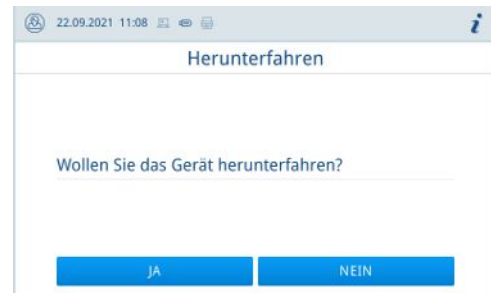 22.09.2021 11:08
i
Herunterfahren
Wollen Sie das Gerät herunterfahren?
JA
NEIN